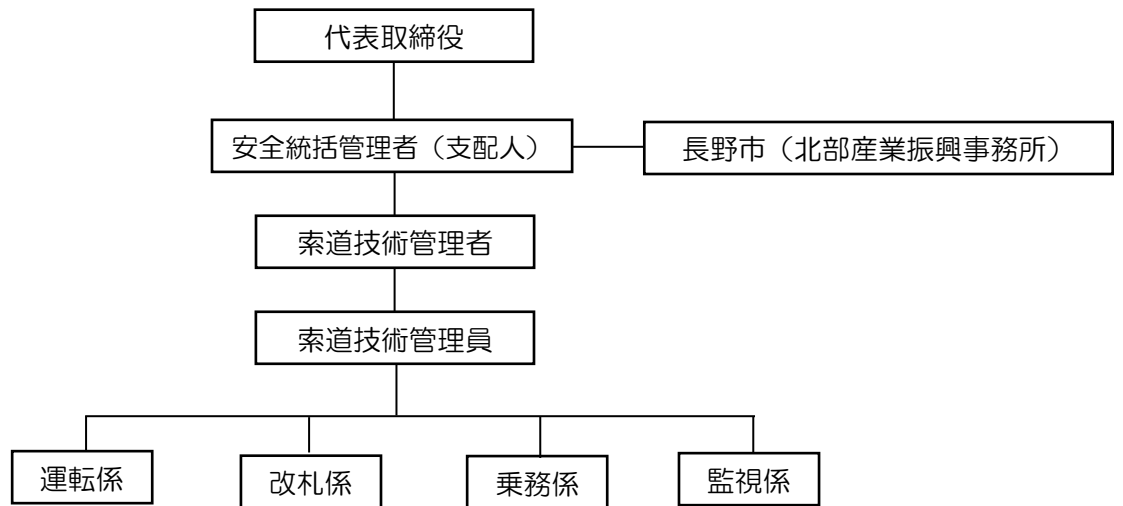 代表取締役
安全統括管理者（支配人）
長野市（北部産業振興事務所）
索道技術管理者
索道技術管理員
運転係
改札係
乗務係
監視係